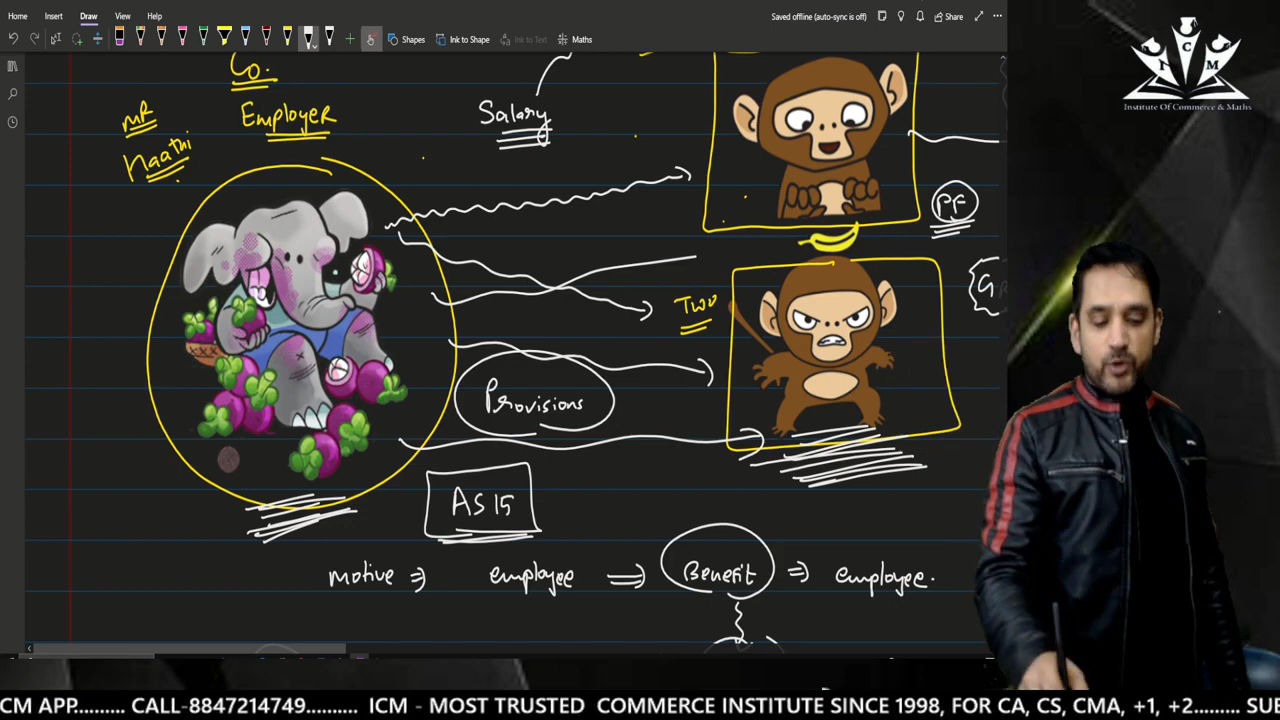 Home Insert Draw View Help
Saved offline (auto-sync is off)
Share
Shapes
Ink to Shape
Ink to Text
Maths
ICM
Institute Of Commerce & Maths
Co.
MR
Haathi
Employer
Salary
PF
Two
Provisions
AS 15
motive ⇒ employee ⇒ Benefit ⇒ employee.
CM APP.......... CALL-8847214749.......... ICM - MOST TRUSTED COMMERCE INSTITUTE SINCE 1998, FOR CA, CS, CMA, +1, +2......... SUB